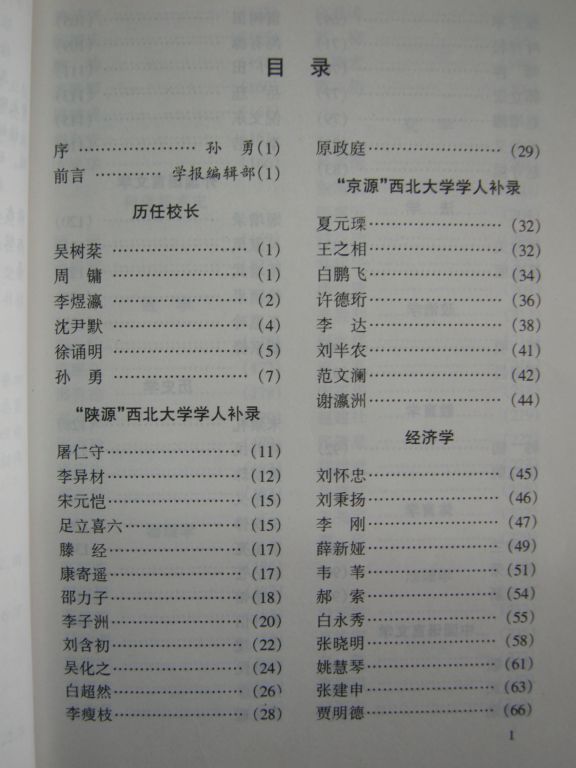 目 录
序 ………………… 孙 勇(1)
前言 ………… 学报编辑部(1)
历任校长
吴树棻 ………………… (1)
周 镛 ………………… (1)
李煜瀛 ………………… (2)
沈尹默 ………………… (4)
徐诵明 ………………… (5)
孙 勇 ………………… (7)
“陕源”西北大学学人补录
屠仁守 ………………… (11)
李异材 ………………… (12)
宋元恺 ………………… (15)
足立喜六 ……………… (15)
滕 经 ………………… (17)
康寄遥 ………………… (17)
邵力子 ………………… (18)
李子洲 ………………… (20)
刘含初 ………………… (22)
吴化之 ………………… (24)
白超然 ………………… (26)
李瘦枝 ………………… (28)
原政庭 ………………… (29)
“京源”西北大学学人补录
夏元瑮 ………………… (32)
王之相 ………………… (32)
白鹏飞 ………………… (34)
许德珩 ………………… (36)
李 达 ………………… (38)
刘半农 ………………… (41)
范文澜 ………………… (42)
谢瀛洲 ………………… (44)
经济学
刘怀忠 ………………… (45)
刘秉扬 ………………… (46)
李 刚 ………………… (47)
薛新娅 ………………… (49)
韦 苇 ………………… (51)
郝 索 ………………… (54)
白永秀 ………………… (55)
张晓明 ………………… (58)
姚慧琴 ………………… (61)
张建申 ………………… (63)
贾明德 ………………… (66)
1